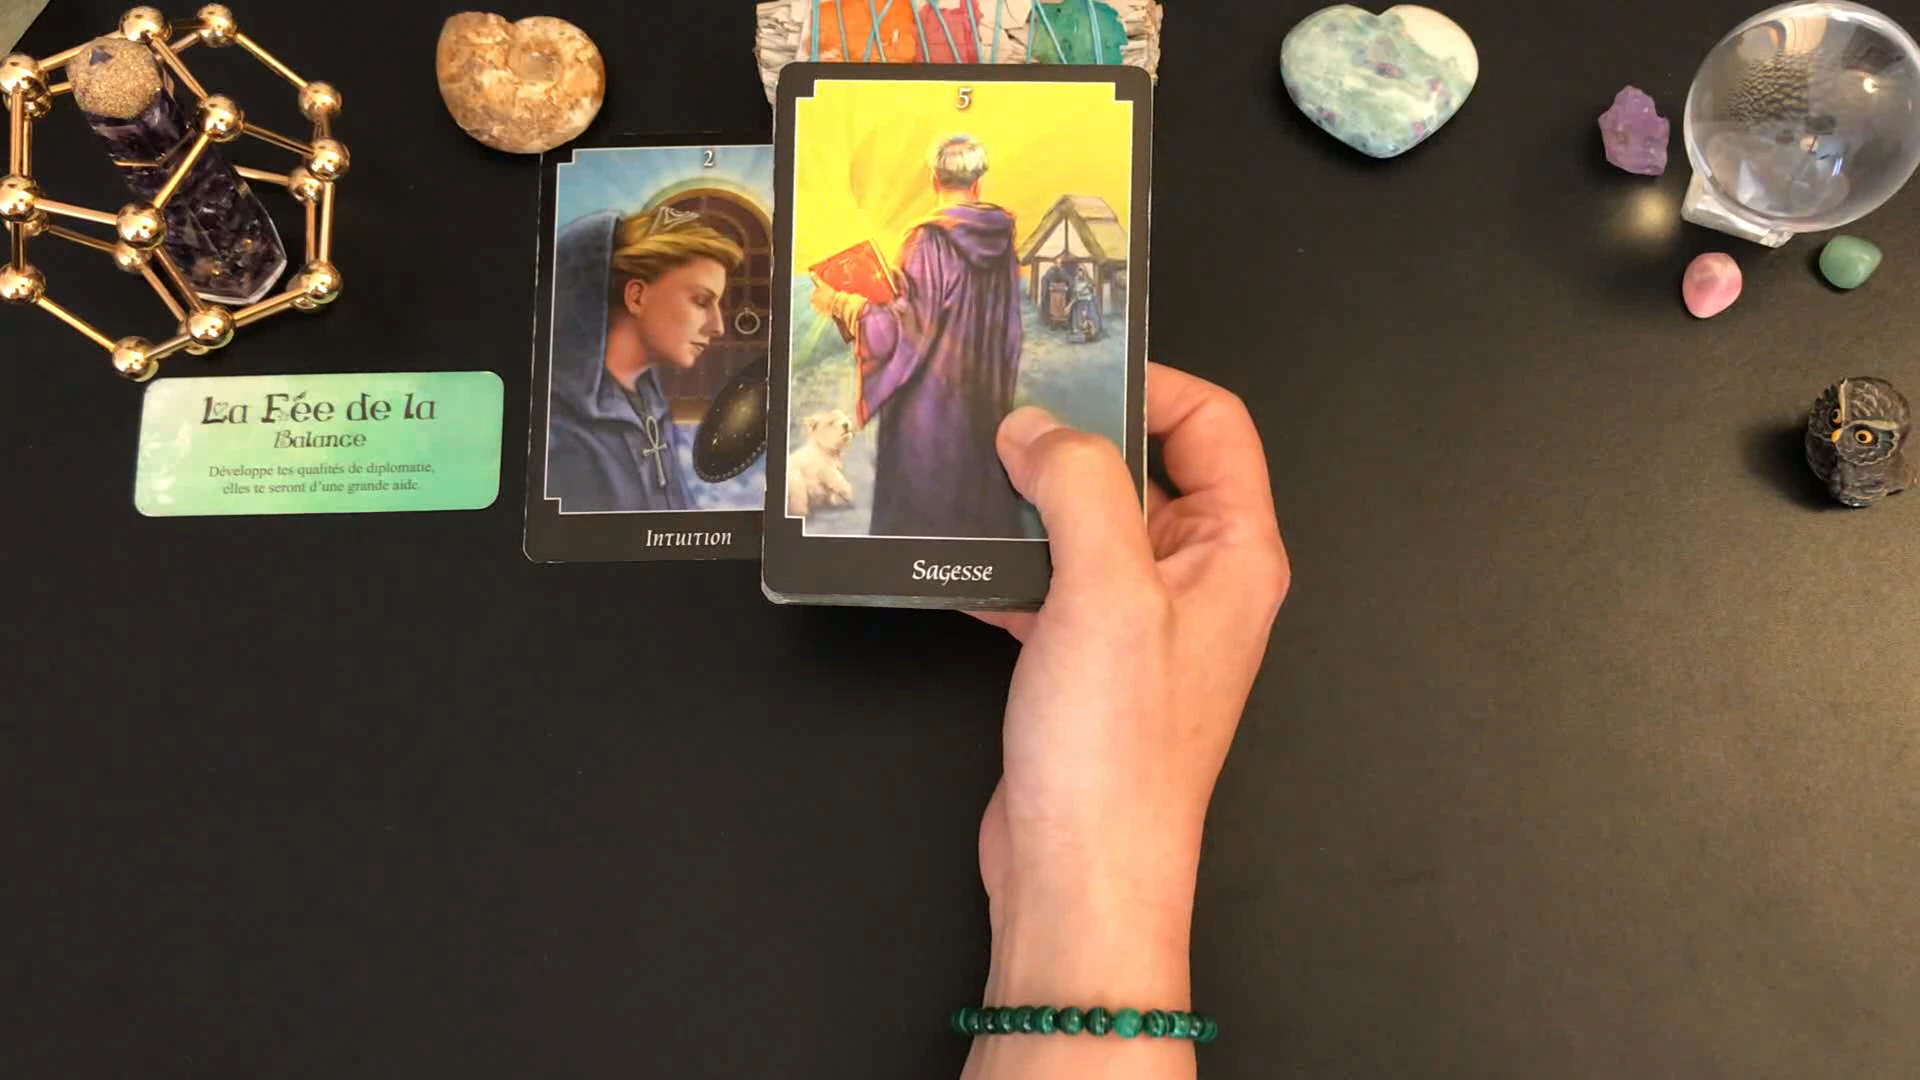 La Fée de la
Balance
Développe tes qualités de diplomatie,
elles te seront d'une grande aide.
2
Intuition
5
Sagesse